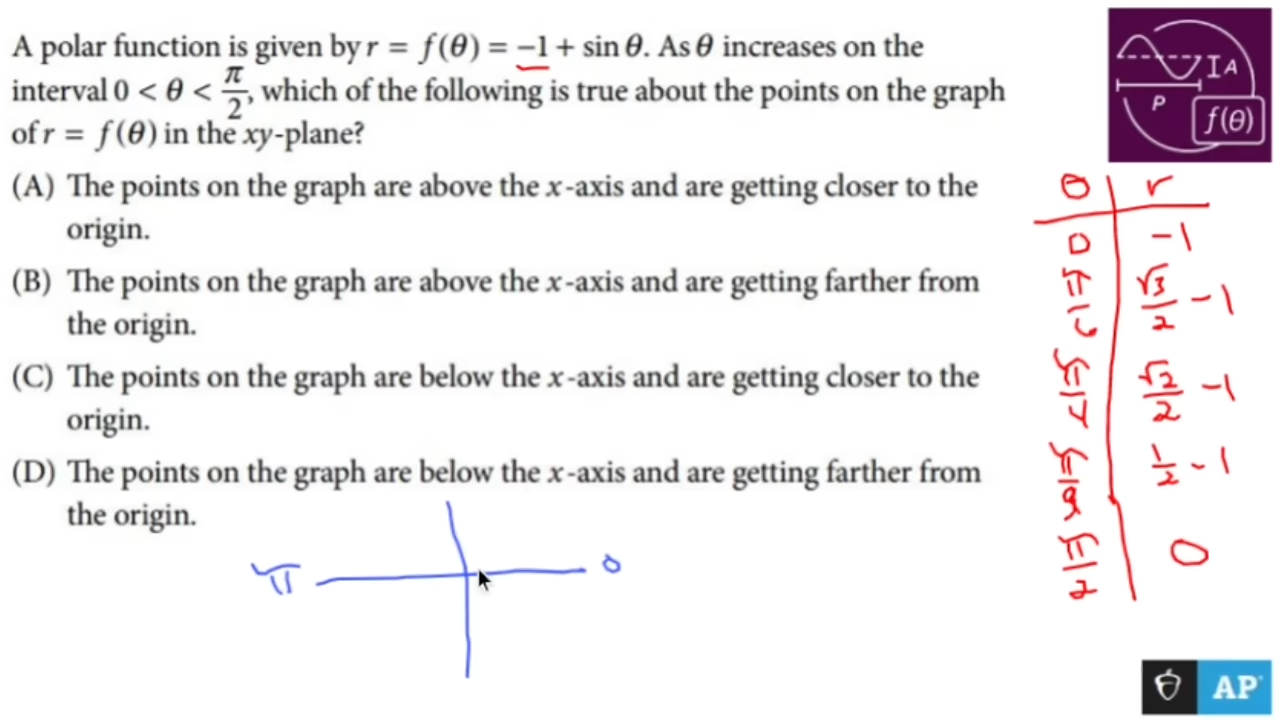 A polar function is given by r = f(θ) = −1 + sin θ. As θ increases on the
interval 0 < θ < π/2, which of the following is true about the points on the graph
of r = f(θ) in the xy-plane?
(A) The points on the graph are above the x-axis and are getting closer to the
origin.
(B) The points on the graph are above the x-axis and are getting farther from
the origin.
(C) The points on the graph are below the x-axis and are getting closer to the
origin.
(D) The points on the graph are below the x-axis and are getting farther from
the origin.
I A
P
f(θ)
θ r
0 −1
π/6 √3/2 −1
π/4 √2/2 −1
π/3 1/2 −1
π/2 0
π 0
AP